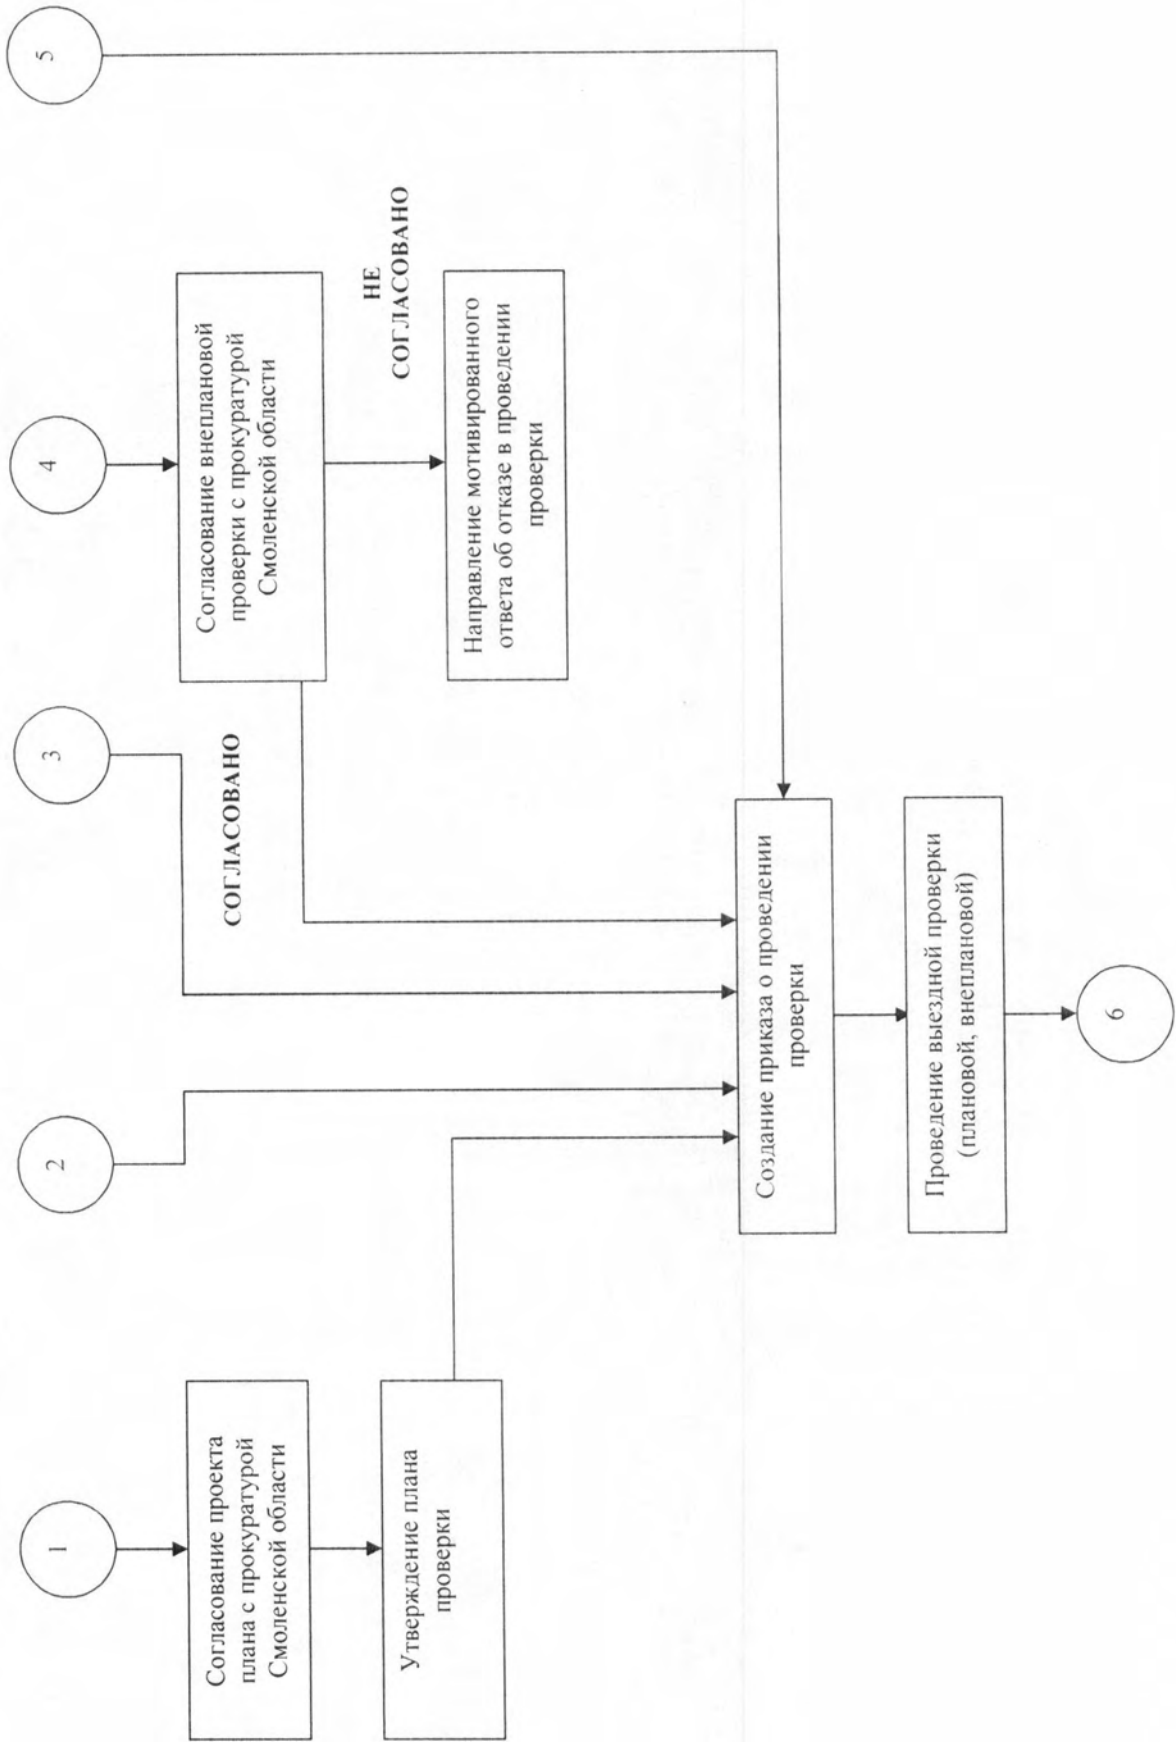 1
2
3
4
5
Согласование проекта
плана с прокуратурой
Смоленской области
СОГЛАСОВАНО
Согласование внеплановой
проверки с прокуратурой
Смоленской области
НЕ
СОГЛАСОВАНО
Утверждение плана
проверки
Направление мотивированного
ответа об отказе в проведении
проверки
Создание приказа о проведении
проверки
Проведение выездной проверки
(плановой, внеплановой)
6